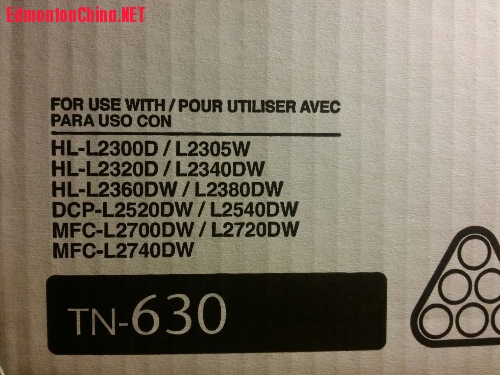 EdmontonChina.NET
FOR USE WITH / POUR UTILISER AVEC
PARA USO CON
HL-L2300D / L2305W
HL-L2320D / L2340DW
HL-L2360DW / L2380DW
DCP-L2520DW / L2540DW
MFC-L2700DW / L2720DW
MFC-L2740DW
TN-630